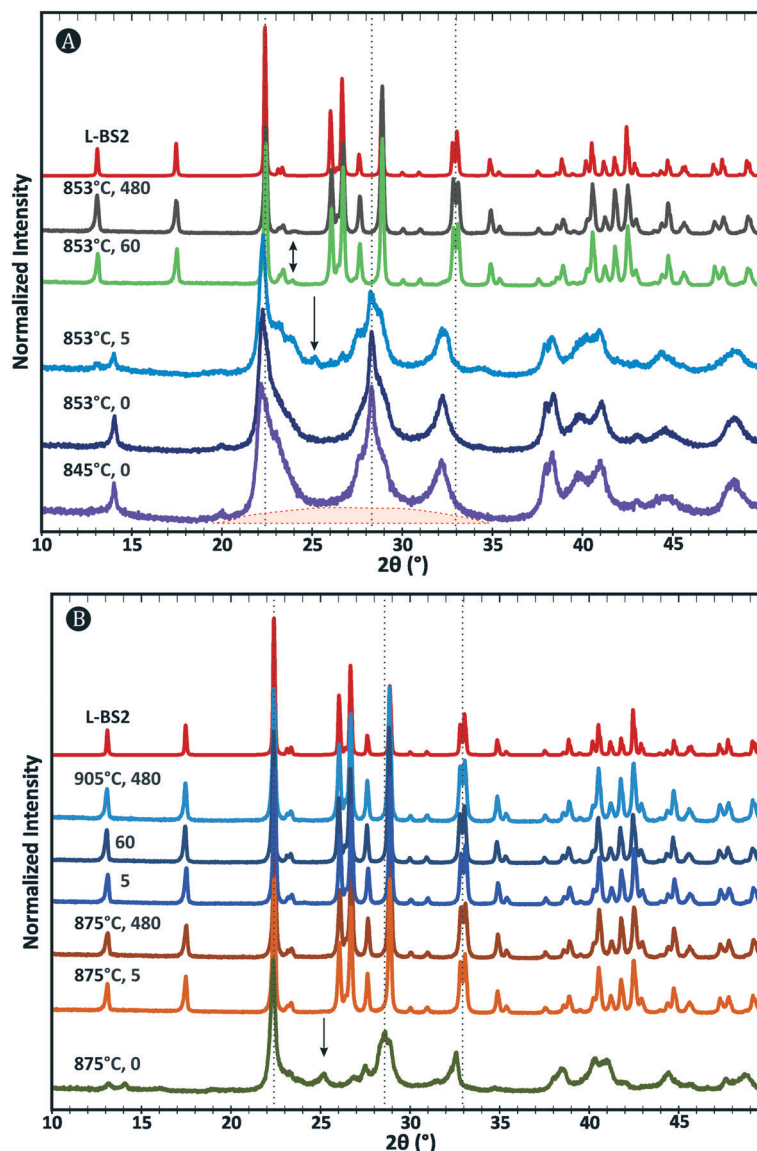 A
L-BS2
853°C, 480
853°C, 60
853°C, 5
853°C, 0
845°C, 0
Normalized Intensity
10 15 20 25 30 35 40 45
2θ (°)
B
L-BS2
905°C, 480
60
5
875°C, 480
875°C, 5
875°C, 0
Normalized Intensity
10 15 20 25 30 35 40 45
2θ (°)